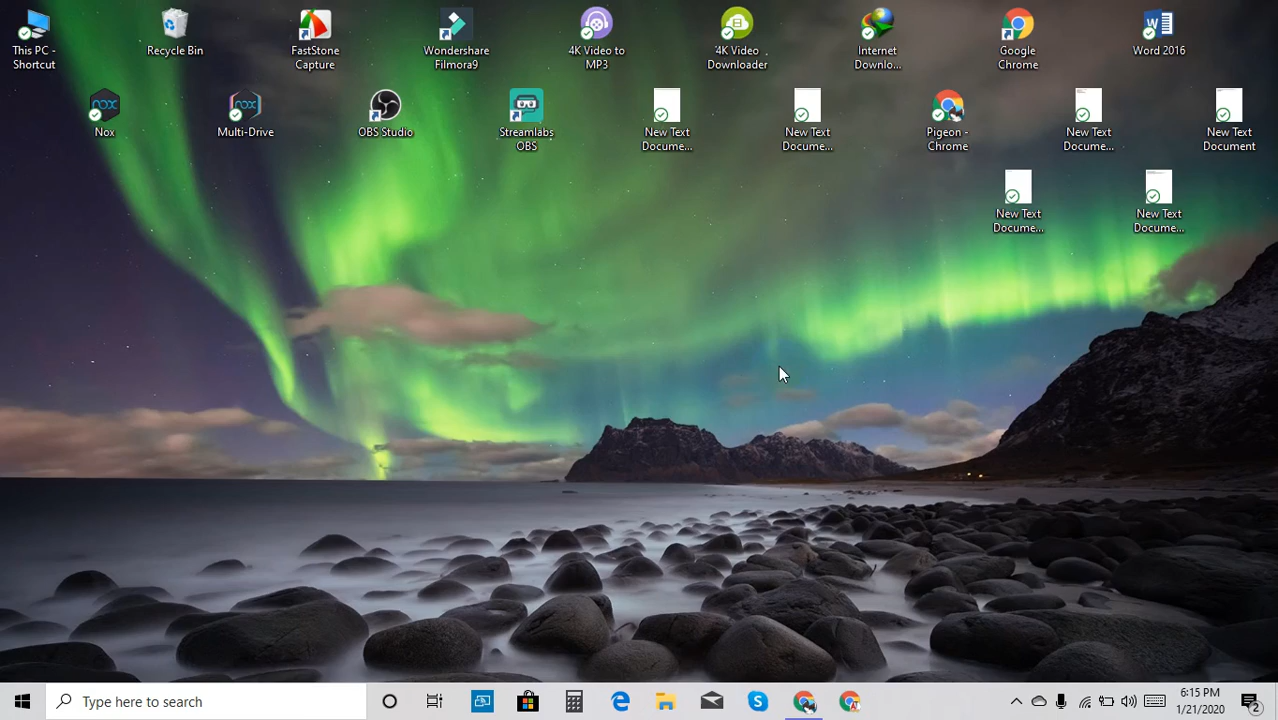 This PC -
Shortcut
Recycle Bin
FastStone
Capture
Wondershare
Filmora9
4K Video to
MP3
4K Video
Downloader
Internet
Downlo...
Google
Chrome
Word 2016
Nox
Multi-Drive
OBS Studio
Streamlabs
OBS
New Text
Docume...
New Text
Docume...
Pigeon -
Chrome
New Text
Docume...
New Text
Document
New Text
Docume...
New Text
Docume...
Type here to search
5:15 PM
1/21/2020
2